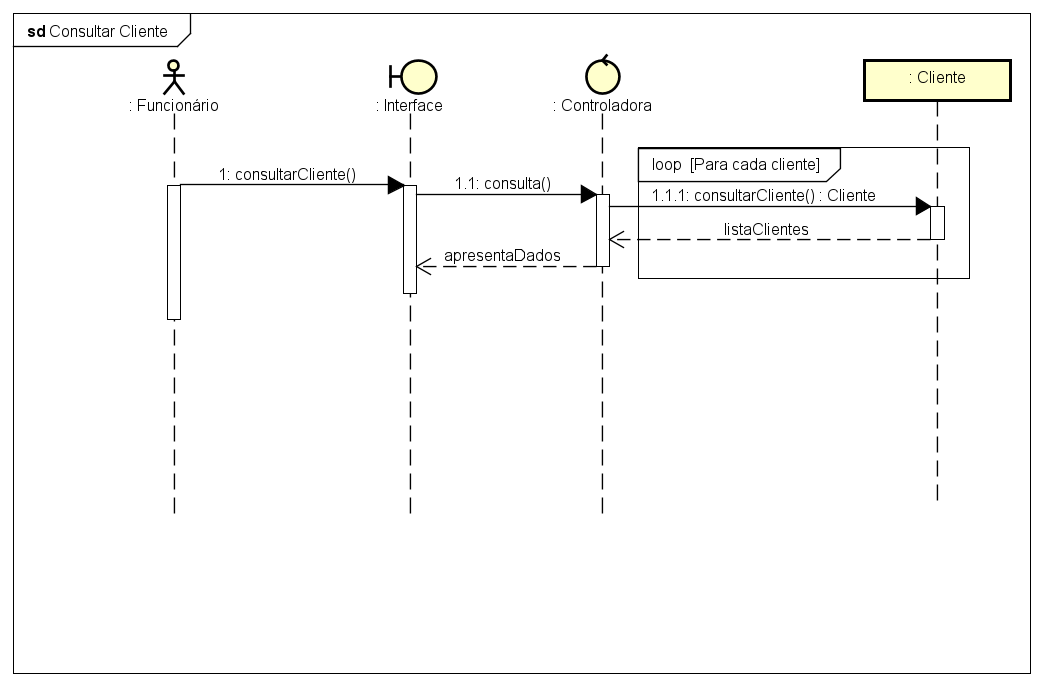 sd Consultar Cliente
: Funcionário
: Interface
: Controladora
: Cliente
loop [Para cada cliente]
1: consultarCliente()
1.1: consulta()
1.1.1: consultarCliente() : Cliente
listaClientes
apresentaDados